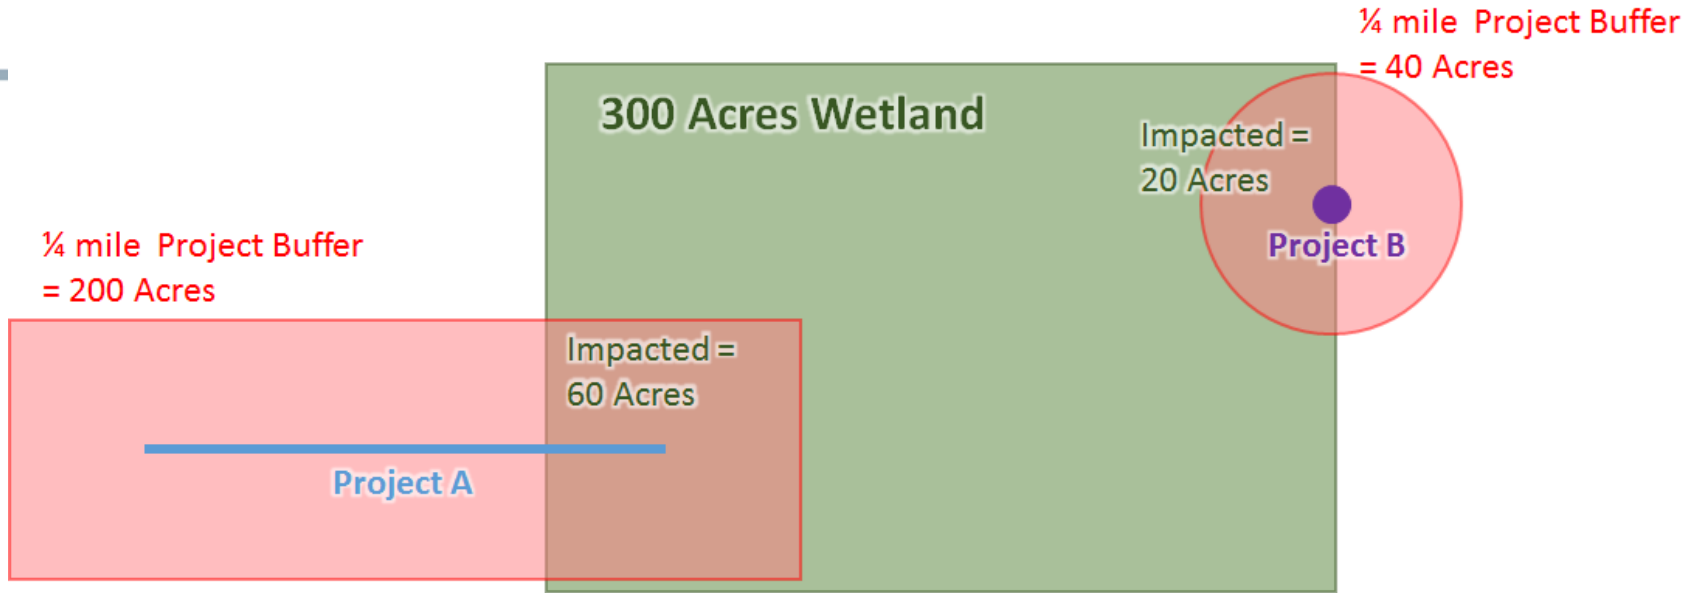 ¼ mile  Project Buffer
= 40 Acres
300 Acres Wetland
Impacted =
20 Acres
Project B
¼ mile  Project Buffer
= 200 Acres
Impacted =
60 Acres
Project A